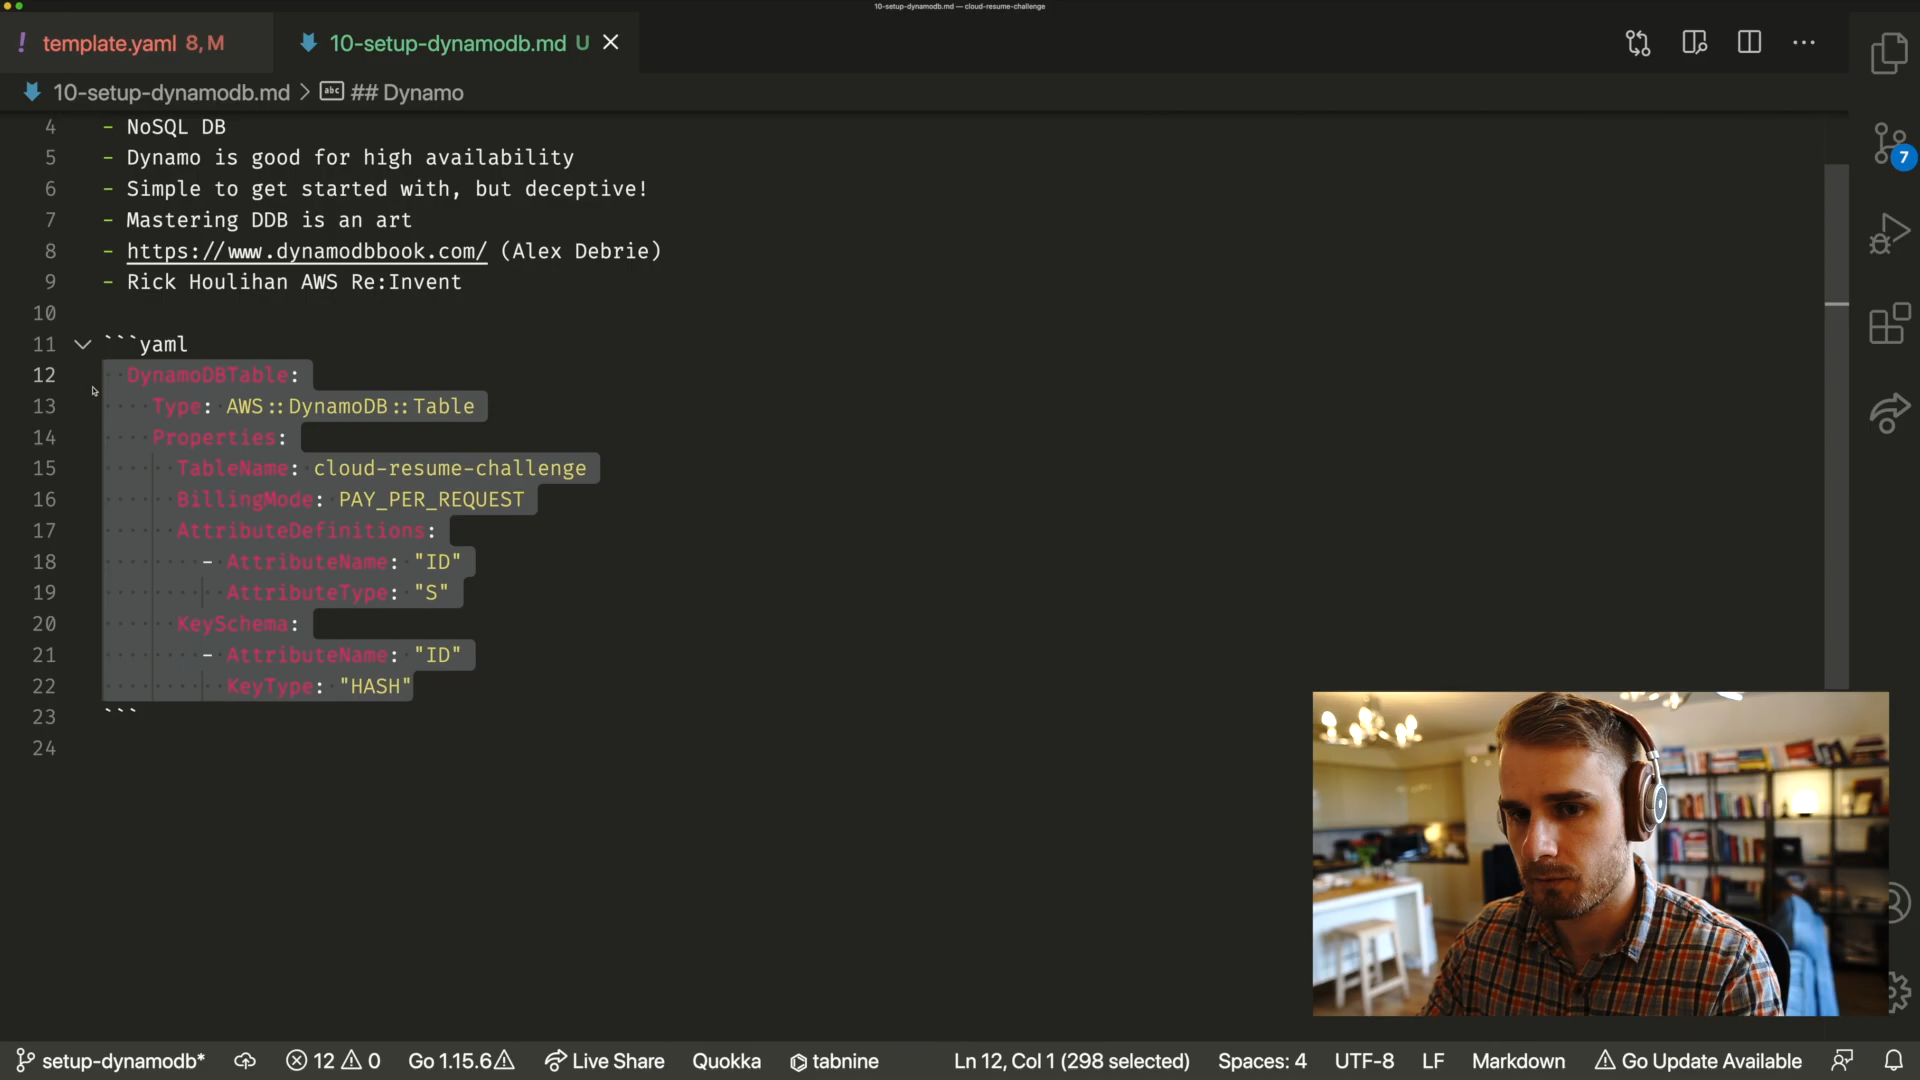 10-setup-dynamodb.md — cloud-resume-challenge
! template.yaml 8, M
10-setup-dynamodb.md U
10-setup-dynamodb.md > abc ## Dynamo
4 - NoSQL DB
5 - Dynamo is good for high availability
6 - Simple to get started with, but deceptive!
7 - Mastering DDB is an art
8 - https://www.dynamodbbook.com/ (Alex Debrie)
9 - Rick Houlihan AWS Re:Invent
10
11 ```yaml
12 DynamoDBTable:
13 Type: AWS::DynamoDB::Table
14 Properties:
15 TableName: cloud-resume-challenge
16 BillingMode: PAY_PER_REQUEST
17 AttributeDefinitions:
18 - AttributeName: "ID"
19 AttributeType: "S"
20 KeySchema:
21 - AttributeName: "ID"
22 KeyType: "HASH"
23 ```
24
7
setup-dynamodb* 12 0 Go 1.15.6 Live Share Quokka tabnine Ln 12, Col 1 (298 selected) Spaces: 4 UTF-8 LF Markdown Go Update Available